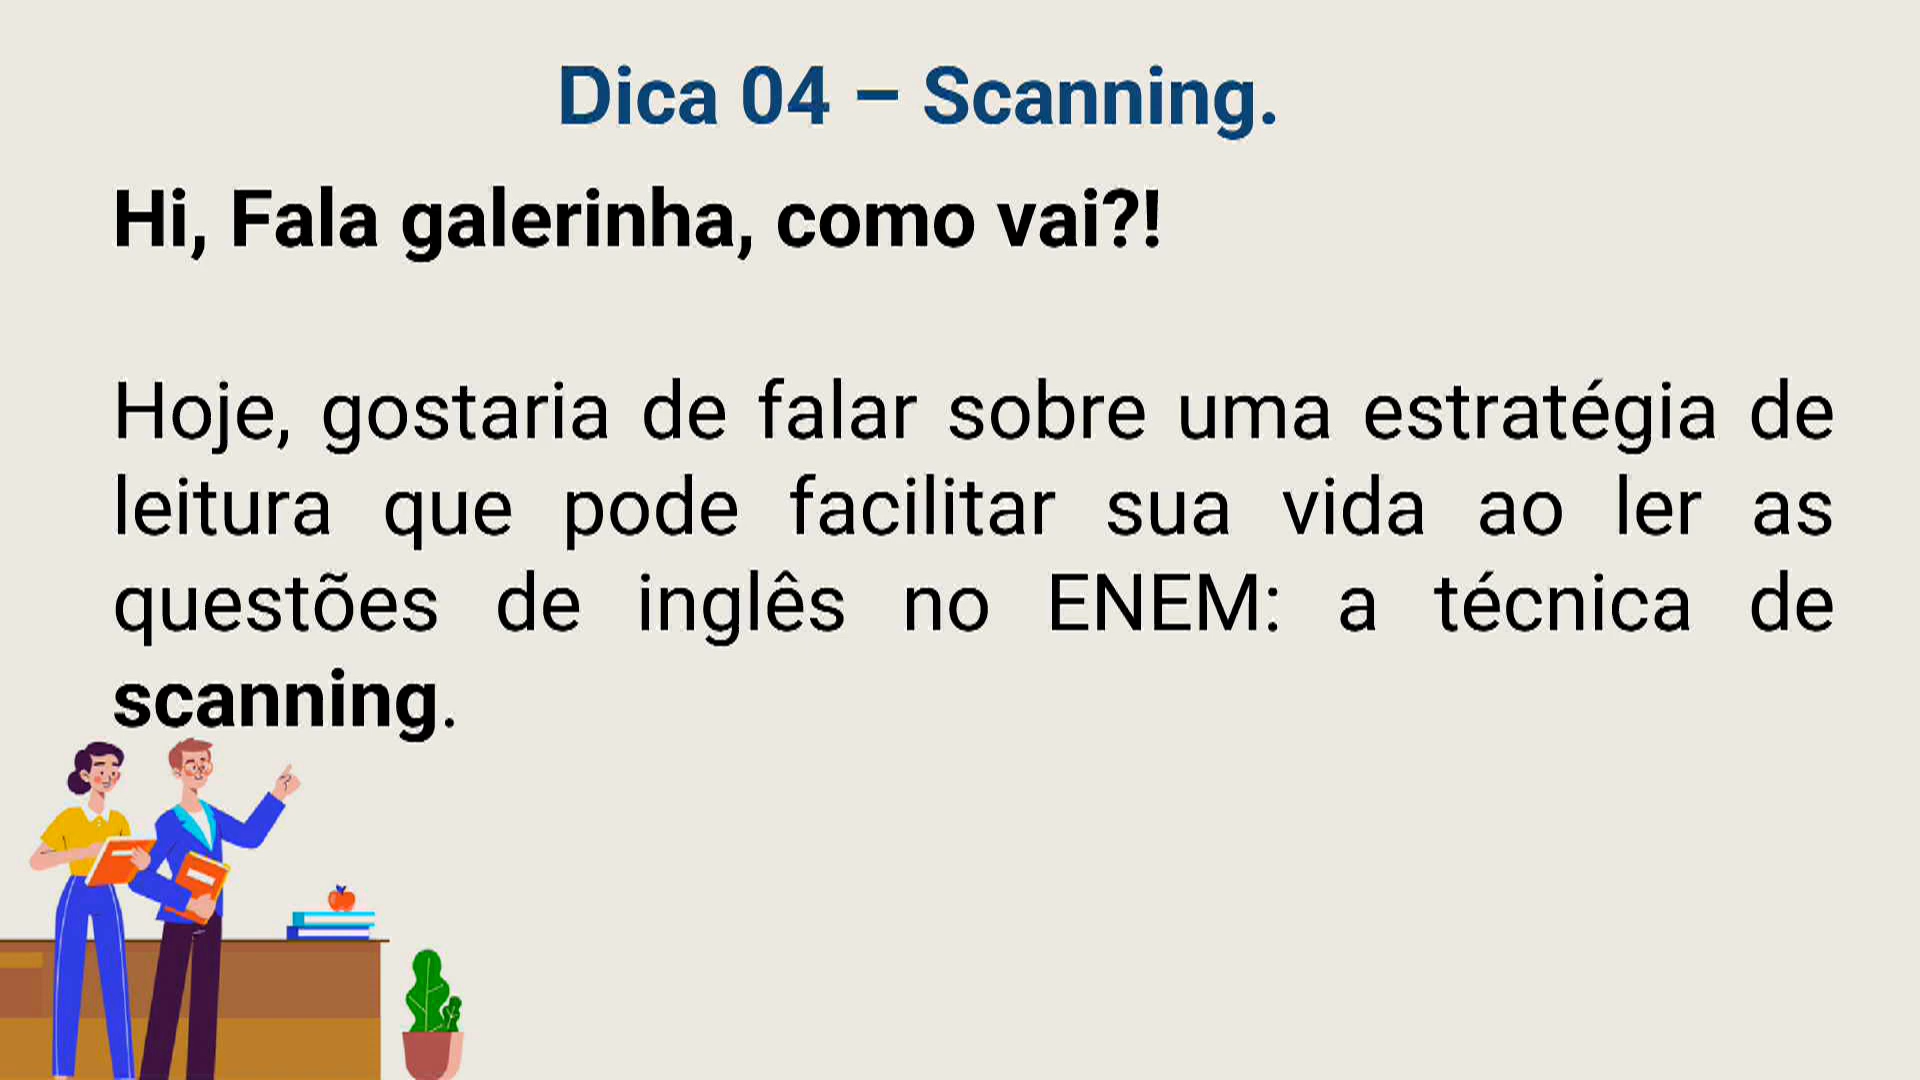 Dica 04 – Scanning.
Hi, Fala galerinha, como vai?!
Hoje, gostaria de falar sobre uma estratégia de
leitura que pode facilitar sua vida ao ler as
questões de inglês no ENEM: a técnica de
scanning.